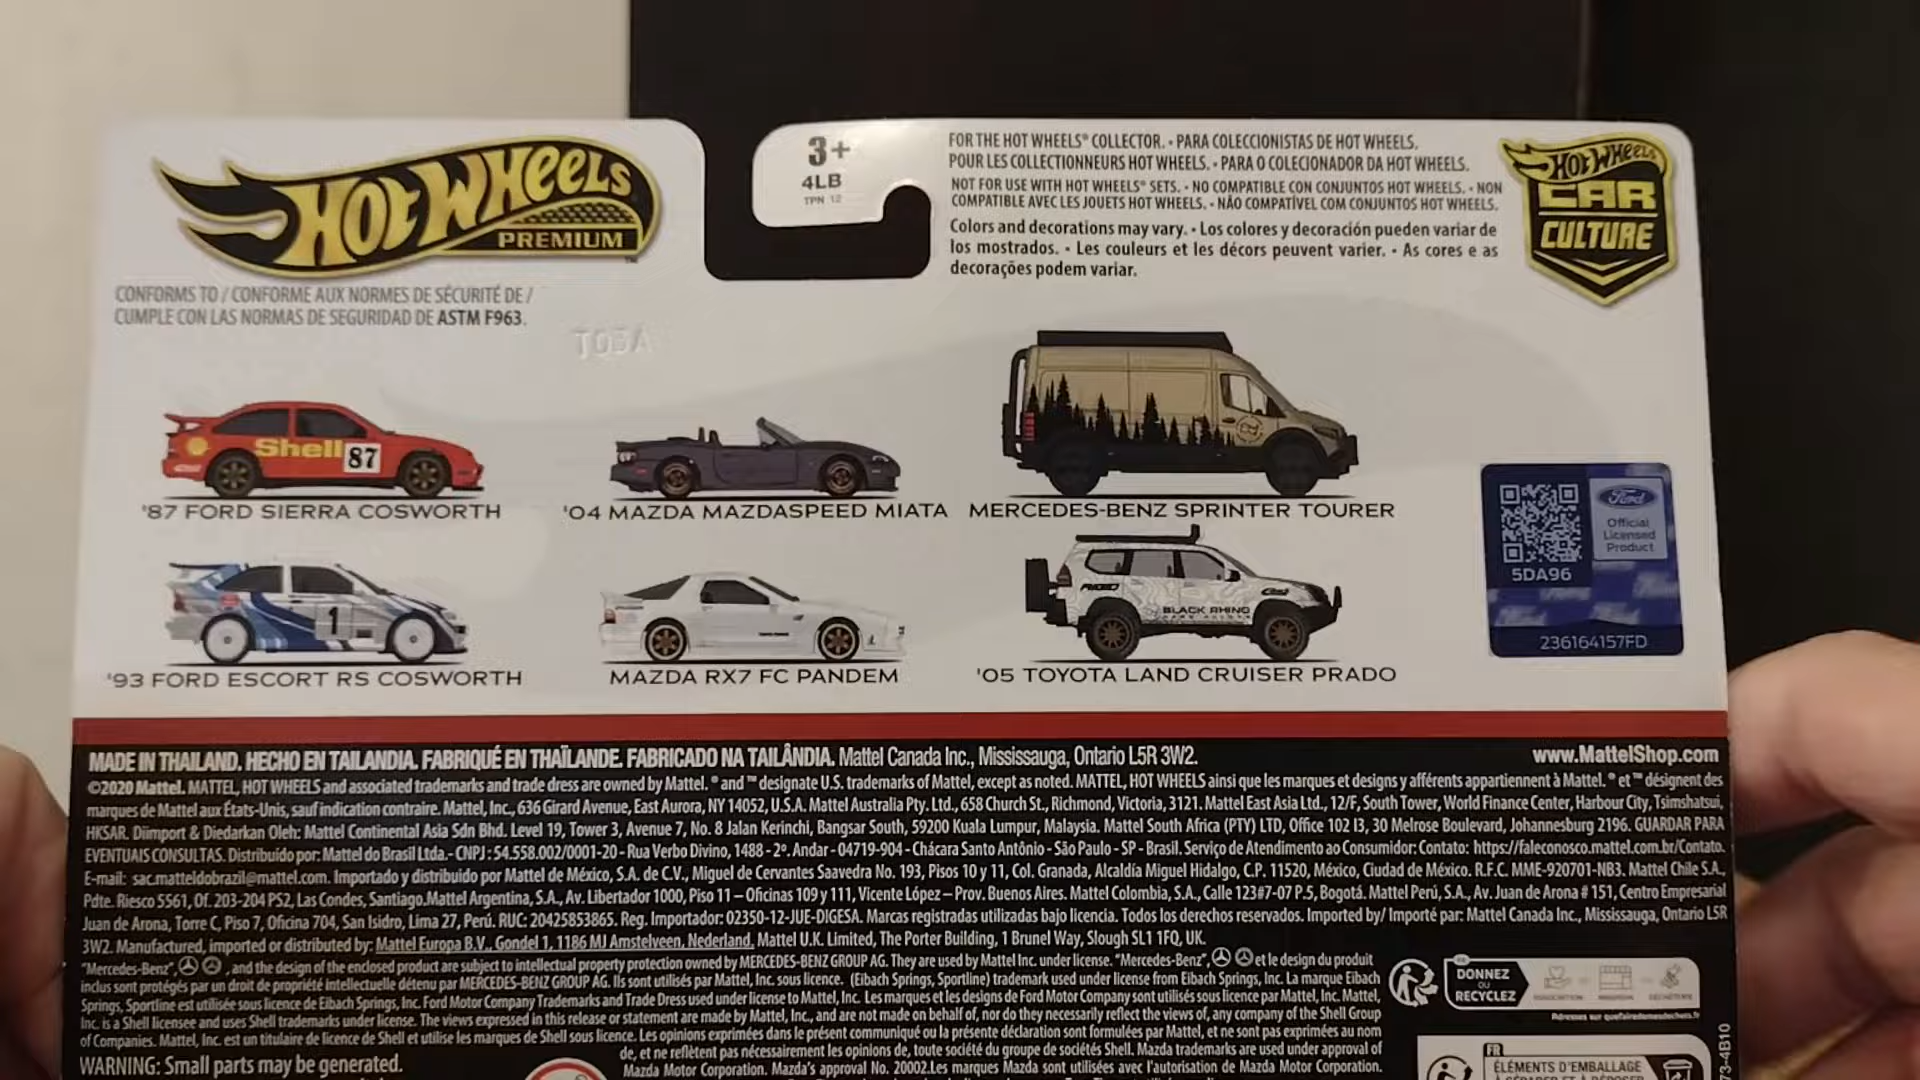 HOT WHEELS
PREMIUM
3+
4LB
TPN 12
FOR THE HOT WHEELS® COLLECTOR. • PARA COLECCIONISTAS DE HOT WHEELS.
POUR LES COLLECTIONNEURS HOT WHEELS. • PARA O COLECIONADOR DA HOT WHEELS.
NOT FOR USE WITH HOT WHEELS® SETS. • NO COMPATIBLE CON CONJUNTOS HOT WHEELS. • NON
COMPATIBLE AVEC LES JOUETS HOT WHEELS. • NÃO COMPATÍVEL COM CONJUNTOS HOT WHEELS.
Colors and decorations may vary. • Los colores y decoración pueden variar de
los mostrados. • Les couleurs et les décors peuvent varier. • As cores e as
decorações podem variar.
HOT WHEELS
CAR
CULTURE
CONFORMS TO / CONFORME AUX NORMES DE SÉCURITÉ DE /
CUMPLE CON LAS NORMAS DE SEGURIDAD DE ASTM F963.
Shell
87
'87 FORD SIERRA COSWORTH
'04 MAZDA MAZDASPEED MIATA
MERCEDES-BENZ SPRINTER TOURER
1
'93 FORD ESCORT RS COSWORTH
MAZDA RX7 FC PANDEM
BLACK RHINO
'05 TOYOTA LAND CRUISER PRADO
Ford
Official
Licensed
Product
5DA96
236164157FD
MADE IN THAILAND. HECHO EN TAILANDIA. FABRIQUÉ EN THAÏLANDE. FABRICADO NA TAILÂNDIA. Mattel Canada Inc., Mississauga, Ontario L5R 3W2.
www.MattelShop.com
©2020 Mattel. MATTEL, HOT WHEELS and associated trademarks and trade dress are owned by Mattel. ® and ™ designate U.S. trademarks of Mattel, except as noted. MATTEL, HOT WHEELS ainsi que les marques et designs y afférents appartiennent à Mattel. ® et ™ désignent des
marques de Mattel aux États-Unis, sauf indication contraire. Mattel, Inc., 636 Girard Avenue, East Aurora, NY 14052, U.S.A. Mattel Australia Pty. Ltd., 658 Church St., Richmond, Victoria, 3121. Mattel East Asia Ltd., 12/F, South Tower, World Finance Center, Harbour City, Tsimshatsui,
HKSAR. Diimport & Diedarkan Oleh: Mattel Continental Asia Sdn Bhd. Level 19, Tower 3, Avenue 7, No. 8 Jalan Kerinchi, Bangsar South, 59200 Kuala Lumpur, Malaysia. Mattel South Africa (PTY) LTD, Office 102 I3, 30 Melrose Boulevard, Johannesburg 2196. GUARDAR PARA
EVENTUAIS CONSULTAS. Distribuido por: Mattel do Brasil Ltda.- CNPJ : 54.558.002/0001-20 - Rua Verbo Divino, 1488 - 2º. Andar - 04719-904 - Chácara Santo Antônio - São Paulo - SP - Brasil. Serviço de Atendimento ao Consumidor: Contato: https://faleconosco.mattel.com.br/Contato.
E-mail: sac.matteldobrazil@mattel.com. Importado y distribuido por Mattel de México, S.A. de C.V., Miguel de Cervantes Saavedra No. 193, Pisos 10 y 11, Col. Granada, Alcaldía Miguel Hidalgo, C.P. 11520, México, Ciudad de México. R.F.C. MME-920701-NB3. Mattel Chile S.A.,
Pdte. Riesco 5561, Of. 203-204 PS2, Las Condes, Santiago.Mattel Argentina, S.A., Av. Libertador 1000, Piso 11 – Oficinas 109 y 111, Vicente López – Prov. Buenos Aires. Mattel Colombia, S.A., Calle 123#7-07 P.5, Bogotá. Mattel Perú, S.A., Av. Juan de Arona # 151, Centro Empresarial
Juan de Arona, Torre C, Piso 7, Oficina 704, San Isidro, Lima 27, Perú. RUC: 20425853865. Reg. Importador: 02350-12-JUE-DIGESA. Marcas registradas utilizadas bajo licencia. Todos los derechos reservados. Imported by/ Importé par: Mattel Canada Inc., Mississauga, Ontario L5R
3W2. Manufactured, imported or distributed by: Mattel Europa B.V., Gondel 1, 1186 MJ Amstelveen, Nederland. Mattel U.K. Limited, The Porter Building, 1 Brunel Way, Slough SL1 1FQ, UK.
"Mercedes-Benz", , and the design of the enclosed product are subject to intellectual property protection owned by MERCEDES-BENZ GROUP AG. They are used by Mattel Inc. under license. "Mercedes-Benz", et le design du produit
inclus sont protégés par un droit de propriété intellectuelle détenu par MERCEDES-BENZ GROUP AG. Ils sont utilisés par Mattel, Inc. sous licence. (Eibach Springs, Sportline) trademark used under license from Eibach Springs, Inc. La marque Eibach
Springs, Sportline est utilisée sous licence de Eibach Springs, Inc. Ford Motor Company Trademarks and Trade Dress used under license to Mattel, Inc. Les marques et les designs de Ford Motor Company sont utilisés sous licence par Mattel, Inc. Mattel,
Inc. is a Shell licensee and uses Shell trademarks under license. The views expressed in this release or statement are made by Mattel, Inc., and are not made on behalf of, nor do they necessarily reflect the views of, any company of the Shell Group
of Companies. Mattel, Inc. est un titulaire de licence de Shell et utilise les marques de Shell sous licence. Les opinions exprimées dans le présent communiqué ou la présente déclaration sont formulées par Mattel, et ne sont pas exprimées au nom
de, et ne reflètent pas nécessairement les opinions de, toute société du groupe de sociétés Shell. Mazda trademarks are used under approval of
Mazda Motor Corporation. Mazda's approval No. 20002.Les marques Mazda sont utilisées avec l'autorisation de Mazda Motor Corporation.
WARNING: Small parts may be generated.
DONNEZ
OU
RECYCLEZ
Adresses sur quefairedemesdechets.fr
FR
ÉLÉMENTS D'EMBALLAGE
73-4B10